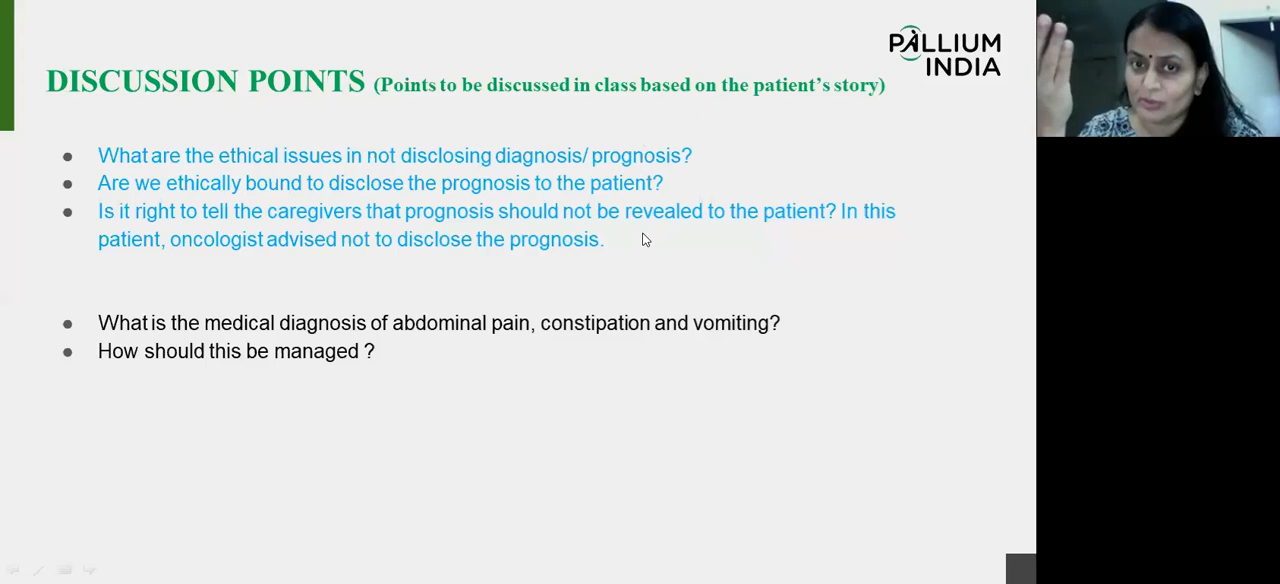 PALLIUM
INDIA
DISCUSSION POINTS (Points to be discussed in class based on the patient's story)
● What are the ethical issues in not disclosing diagnosis/ prognosis?
● Are we ethically bound to disclose the prognosis to the patient?
● Is it right to tell the caregivers that prognosis should not be revealed to the patient? In this
patient, oncologist advised not to disclose the prognosis.
● What is the medical diagnosis of abdominal pain, constipation and vomiting?
● How should this be managed ?